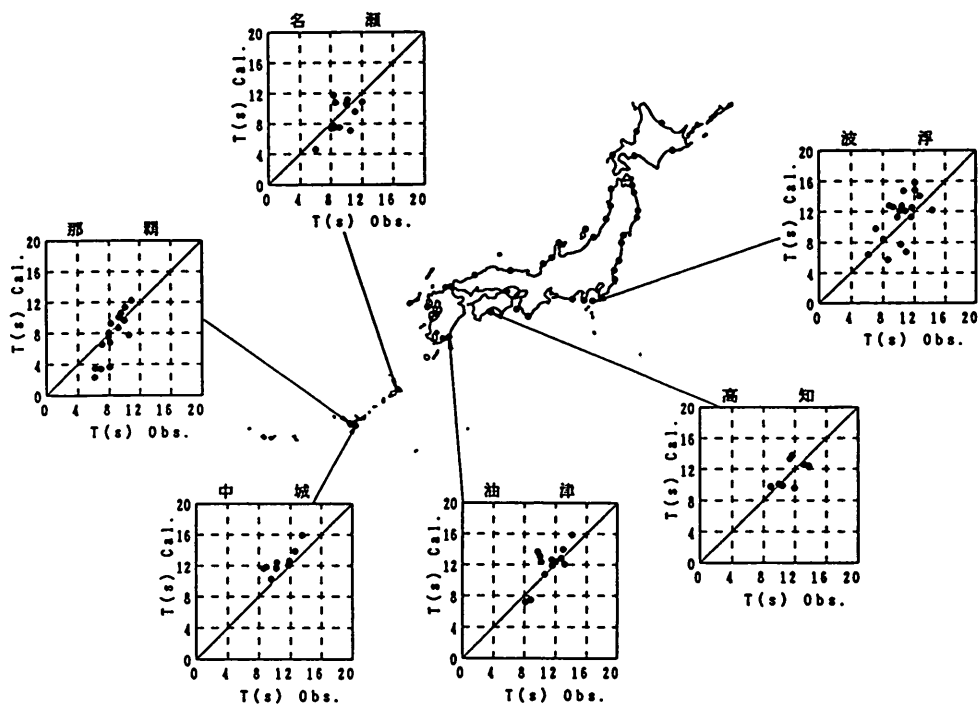 名 瀬
20
16
12
8
4
0
T(s) Cal.
4 8 12 16 20
T(s) Obs.
波 浮
20
16
12
8
4
0
T(s) Cal.
0 4 8 12 16 20
T(s) Obs.
那 覇
20
16
12
8
4
0
T(s) Cal.
0 4 8 12 16 20
T(s) Obs.
高 知
20
16
12
8
4
0
T(s) Cal.
0 4 8 12 16 20
T(s) Obs.
中 城
20
16
12
8
4
0
T(s) Cal.
0 4 8 12 16 20
T(s) Obs.
油 津
20
16
12
8
4
0
T(s) Cal.
0 4 8 12 16 20
T(s) Obs.